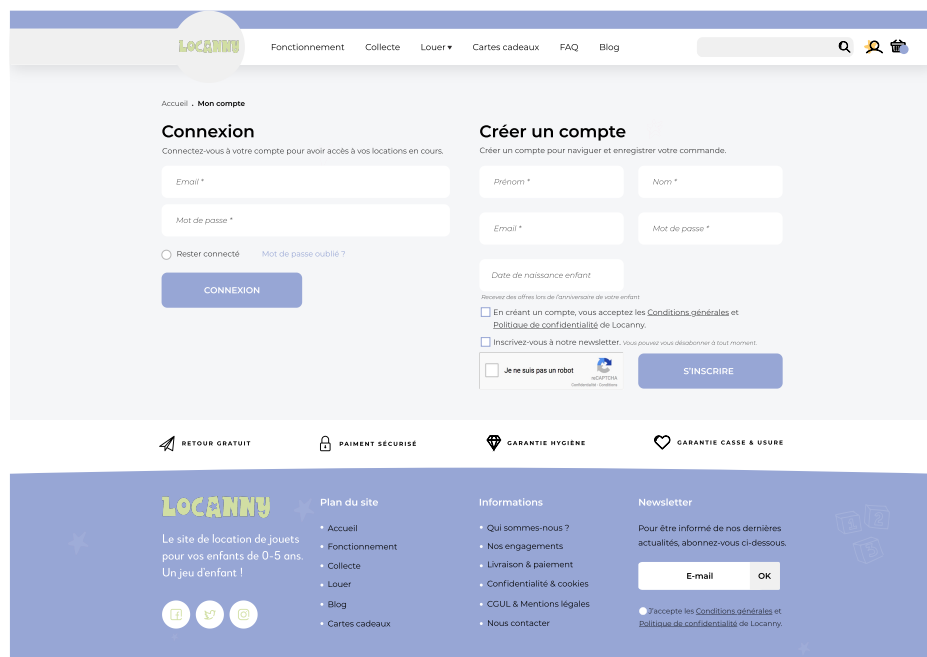 LOCANNY
Fonctionnement Collecte Louer Cartes cadeaux FAQ Blog
Accueil . Mon compte
Connexion
Connectez-vous à votre compte pour avoir accès à vos locations en cours.
Email *
Mot de passe *
Rester connecté Mot de passe oublié ?
CONNEXION
Créer un compte
Créer un compte pour naviguer et enregistrer votre commande.
Prénom * Nom *
Email * Mot de passe *
Date de naissance enfant
Recevez des offres lors de l'anniversaire de votre enfant
En créant un compte, vous acceptez les Conditions générales et
Politique de confidentialité de Locanny.
Inscrivez-vous à notre newsletter. Vous pouvez vous désabonner à tout moment.
Je ne suis pas un robot
reCAPTCHA
Confidentialité - Conditions
S'INSCRIRE
RETOUR GRATUIT PAIMENT SÉCURISÉ GARANTIE HYGIÈNE GARANTIE CASSE & USURE
LOCANNY
Le site de location de jouets
pour vos enfants de 0-5 ans.
Un jeu d'enfant !
Plan du site
Accueil
Fonctionnement
Collecte
Louer
Blog
Cartes cadeaux
Informations
Qui sommes-nous ?
Nos engagements
Livraison & paiement
Confidentialité & cookies
CGUL & Mentions légales
Nous contacter
Newsletter
Pour être informé de nos dernières
actualités, abonnez-vous ci-dessous.
E-mail OK
J'accepte les Conditions générales et
Politique de confidentialité de Locanny.